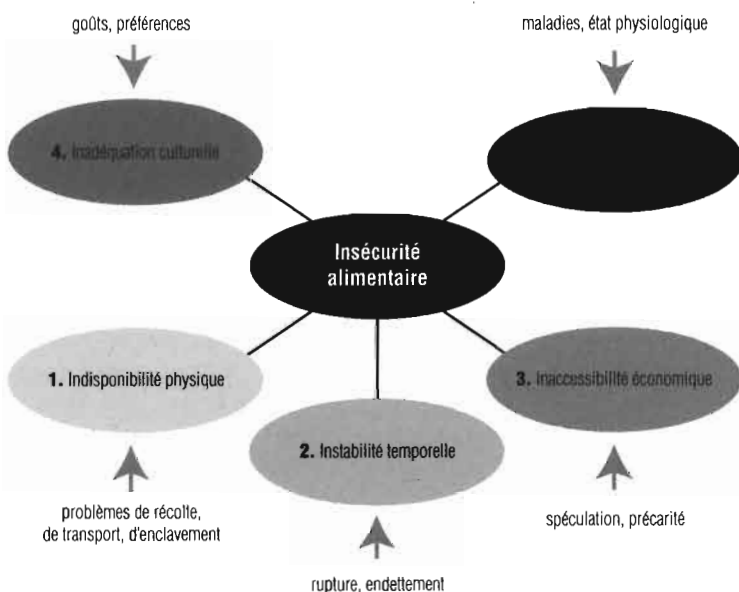 goûts, préférences
maladies, état physiologique
4. Inadéquation culturelle
Insécurité
alimentaire
1. Indisponibilité physique
3. Inaccessibilité économique
2. Instabilité temporelle
problèmes de récolte,
de transport, d'enclavement
spéculation, précarité
rupture, endettement